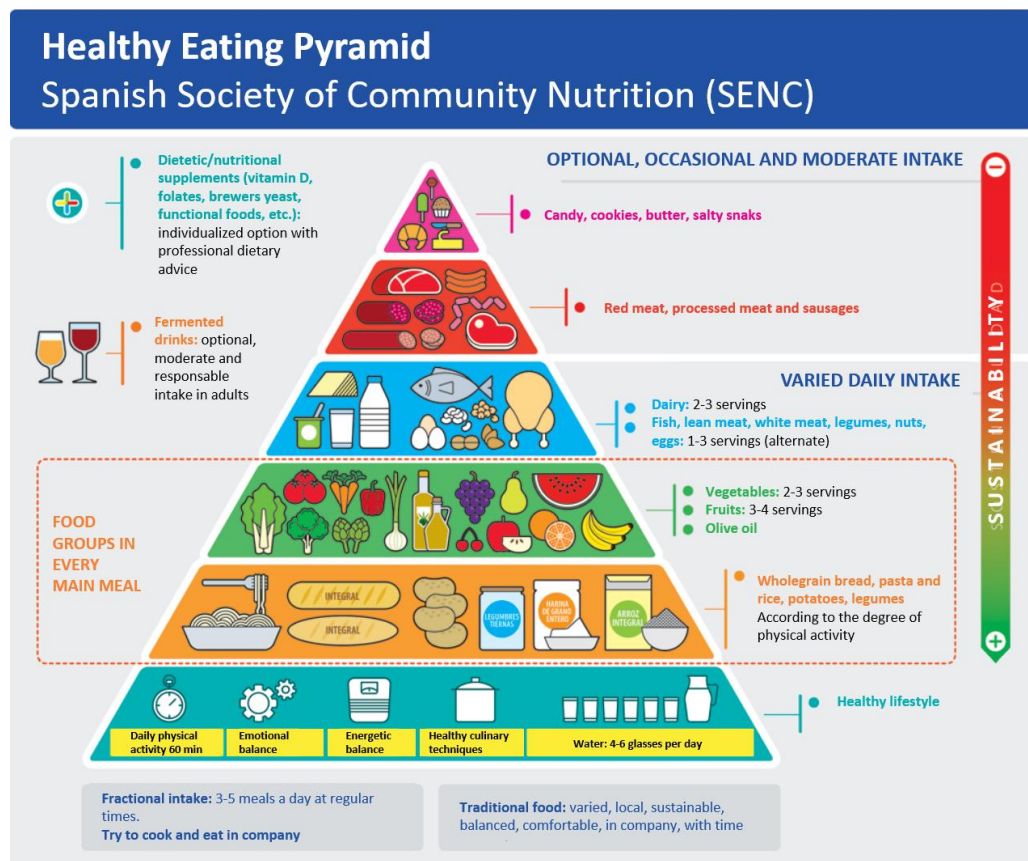 Healthy Eating Pyramid
Spanish Society of Community Nutrition (SENC)
Dietetic/nutritional
supplements (vitamin D,
folates, brewers yeast,
functional foods, etc.):
individualized option with
professional dietary
advice
OPTIONAL, OCCASIONAL AND MODERATE INTAKE
Candy, cookies, butter, salty snaks
Red meat, processed meat and sausages
Fermented
drinks: optional,
moderate and
responsible
intake in adults
VARIED DAILY INTAKE
Dairy: 2-3 servings
Fish, lean meat, white meat, legumes, nuts,
eggs: 1-3 servings (alternate)
SUSTAINABILITY
FOOD
GROUPS IN
EVERY
MAIN MEAL
Vegetables: 2-3 servings
Fruits: 3-4 servings
Olive oil
INTEGRAL
INTEGRAL
LEGUMBRES
TIERNAS
HARINA
DE GRANO
ENTERO
ARROZ
INTEGRAL
Wholegrain bread, pasta and
rice, potatoes, legumes
According to the degree of
physical activity
Healthy lifestyle
Daily physical
activity 60 min
Emotional
balance
Energetic
balance
Healthy culinary
techniques
Water: 4-6 glasses per day
Fractional intake: 3-5 meals a day at regular
times.
Try to cook and eat in company
Traditional food: varied, local, sustainable,
balanced, comfortable, in company, with time